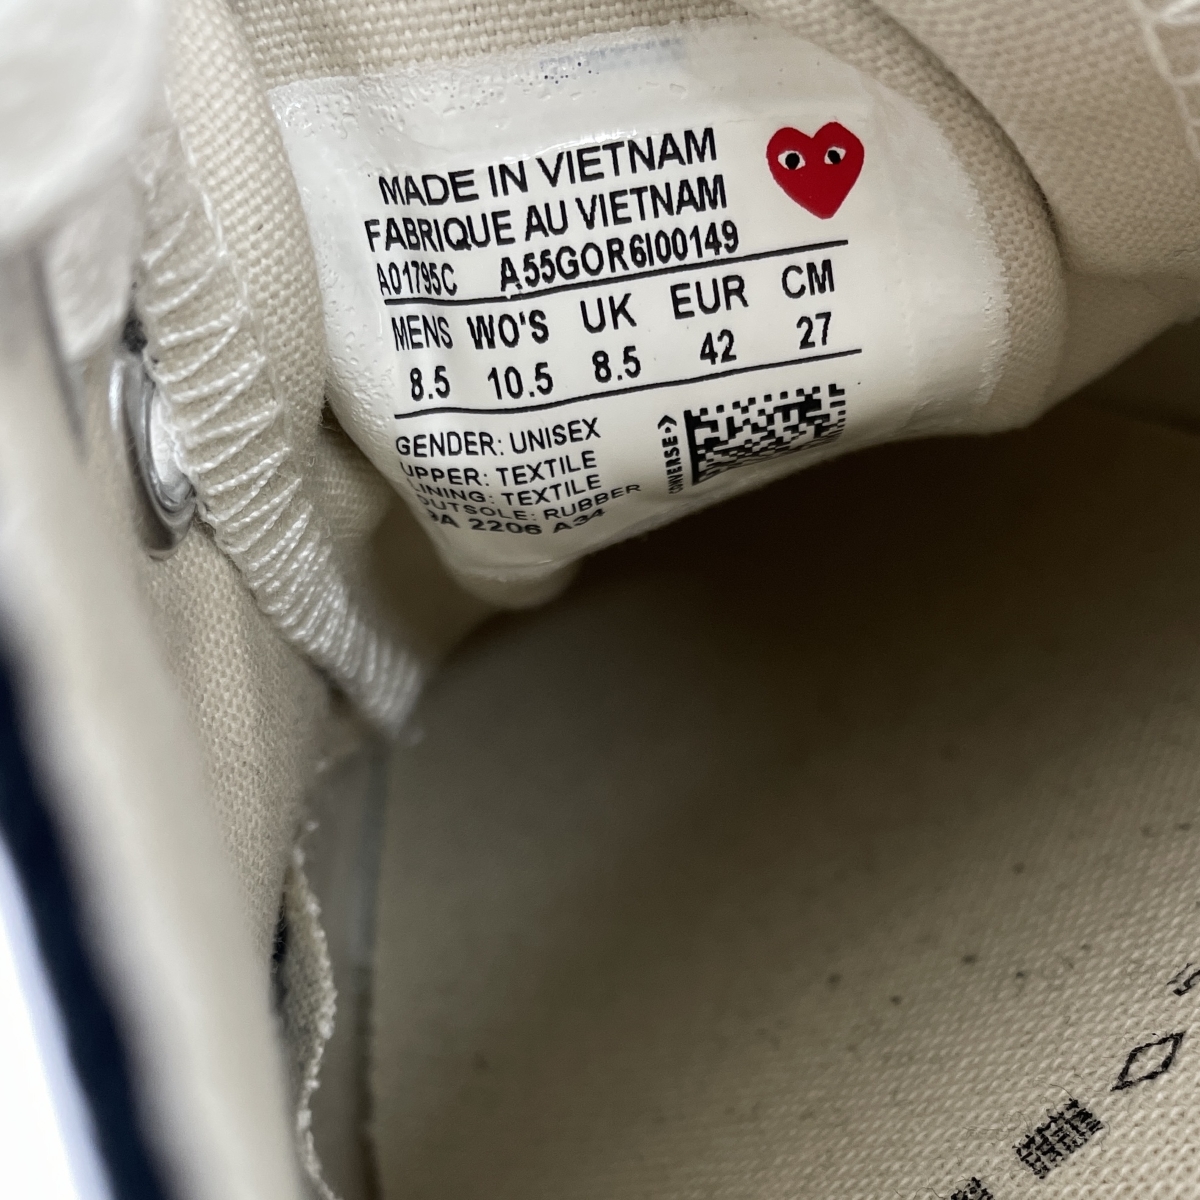 MADE IN VIETNAM
FABRIQUE AU VIETNAM
A01795C A55GOR6I00149
MENS WO'S UK EUR CM
8.5 10.5 8.5 42 27
GENDER: UNISEX
UPPER: TEXTILE
LINING: TEXTILE
OUTSOLE: RUBBER
2206 A34
CONVERSE